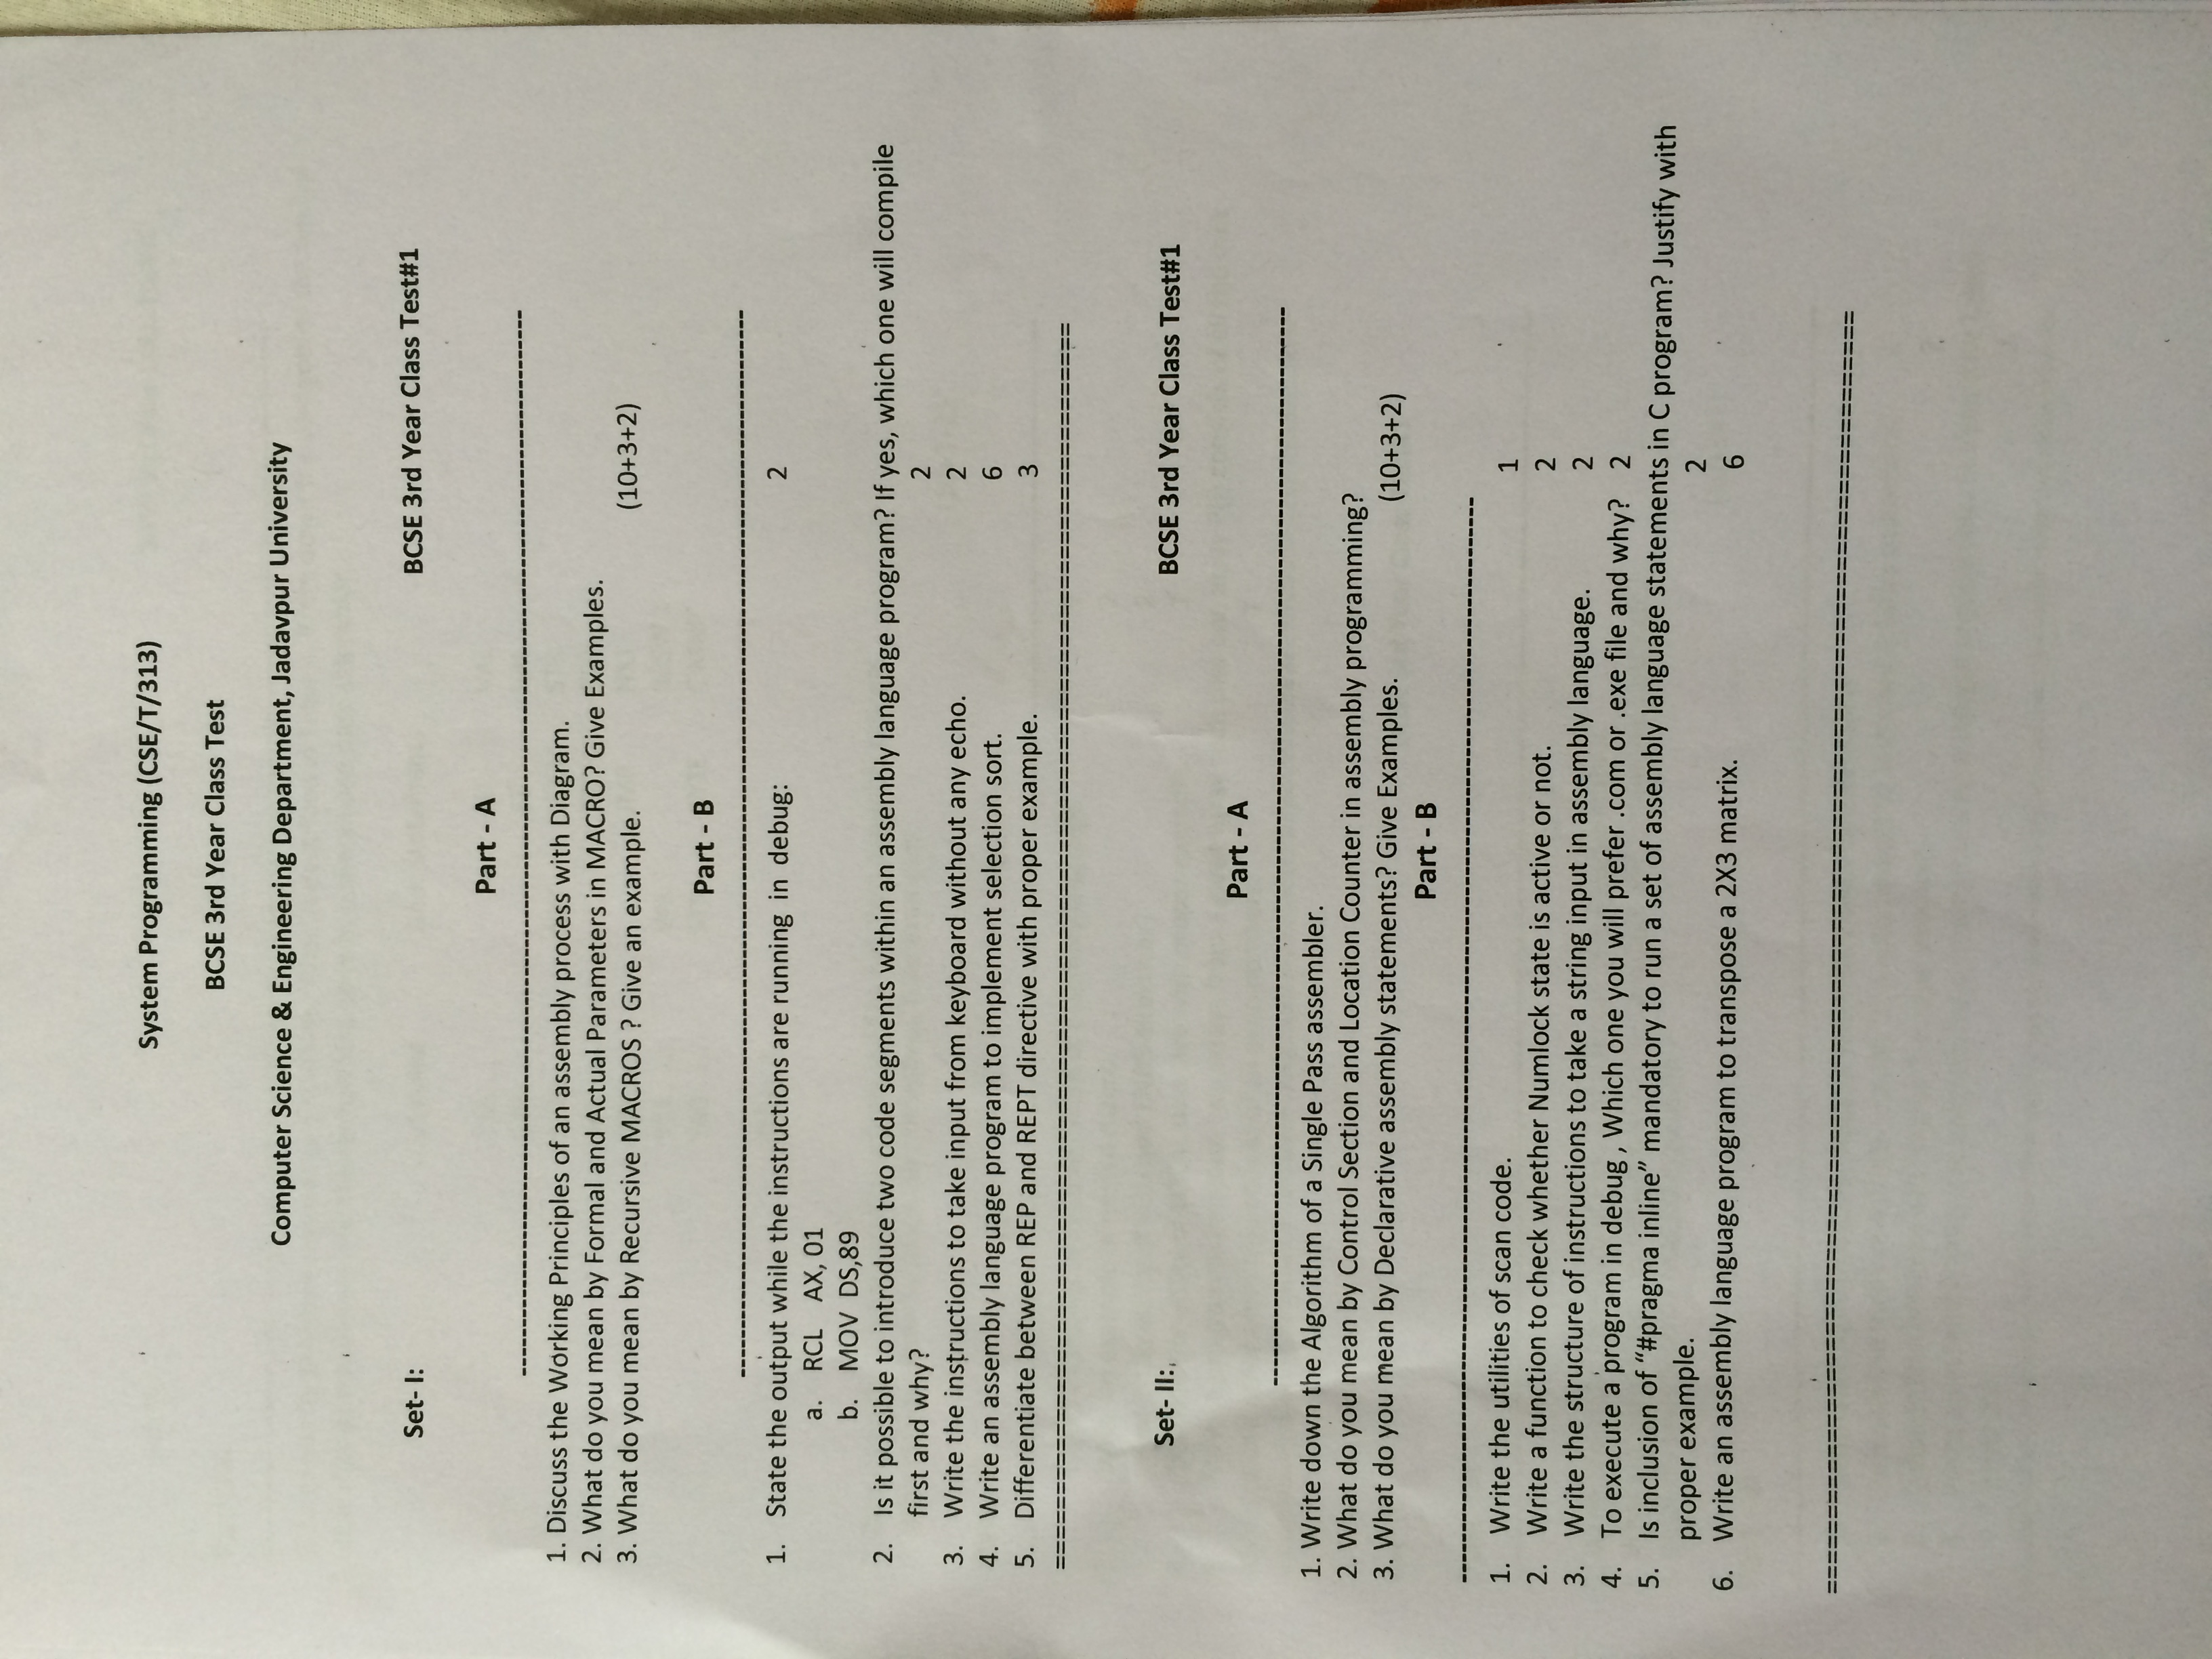 System Programming (CSE/T/313)
BCSE 3rd Year Class Test
Computer Science & Engineering Department, Jadavpur University
Set- I: BCSE 3rd Year Class Test#1
Part - A
--------------------------------------------------------------------------------------------------------------
1. Discuss the Working Principles of an assembly process with Diagram.
2. What do you mean by Formal and Actual Parameters in MACRO? Give Examples.
3. What do you mean by Recursive MACROS ? Give an example. (10+3+2)
Part - B
--------------------------------------------------------------------------------------------------------------
1. State the output while the instructions are running in debug: 2
a. RCL AX, 01
b. MOV DS,89
2. Is it possible to introduce two code segments within an assembly language program? If yes, which one will compile
first and why? 2
3. Write the instructions to take input from keyboard without any echo. 2
4. Write an assembly language program to implement selection sort. 6
5. Differentiate between REP and REPT directive with proper example. 3
=====================================================================================
Set- II: BCSE 3rd Year Class Test#1
Part - A
--------------------------------------------------------------------------------------------------------------
1. Write down the Algorithm of a Single Pass assembler.
2. What do you mean by Control Section and Location Counter in assembly programming?
3. What do you mean by Declarative assembly statements? Give Examples. (10+3+2)
Part - B
--------------------------------------------------------------------------------------------------------------
1. Write the utilities of scan code. 1
2. Write a function to check whether Numlock state is active or not. 2
3. Write the structure of instructions to take a string input in assembly language. 2
4. To execute a program in debug , Which one you will prefer .com or .exe file and why? 2
5. Is inclusion of “#pragma inline” mandatory to run a set of assembly language statements in C program? Justify with
proper example. 2
6. Write an assembly language program to transpose a 2X3 matrix. 6
=====================================================================================